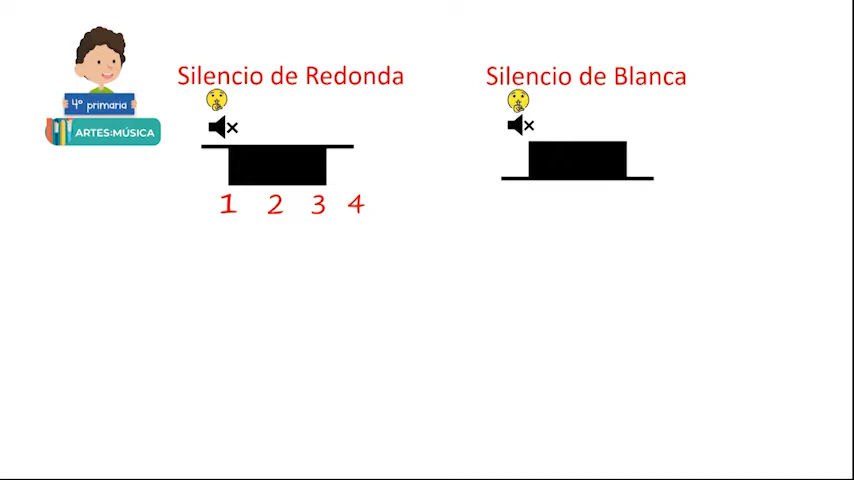 Silencio de Redonda
Silencio de Blanca
4º primaria
ARTES:MÚSICA
1 2 3 4